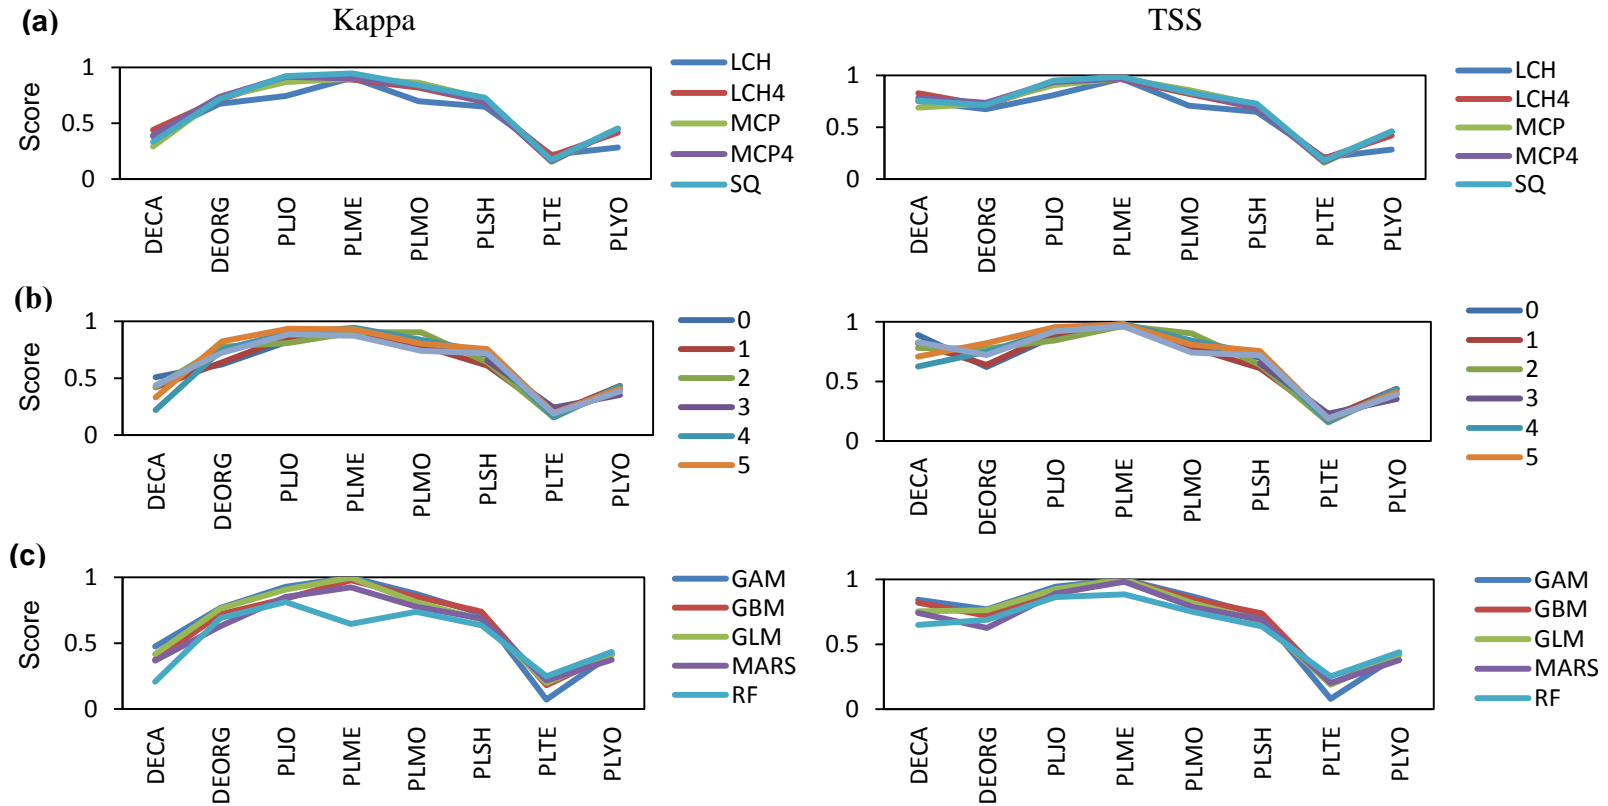 (a) Kappa TSS
Score
1
0.5
0
DECA
DEORG
PLJO
PLME
PLMO
PLSH
PLTE
PLYO
LCH
LCH4
MCP
MCP4
SQ
1
0.5
0
DECA
DEORG
PLJO
PLME
PLMO
PLSH
PLTE
PLYO
LCH
LCH4
MCP
MCP4
SQ
(b)
Score
1
0.5
0
DECA
DEORG
PLJO
PLME
PLMO
PLSH
PLTE
PLYO
0
1
2
3
4
5
1
0.5
0
DECA
DEORG
PLJO
PLME
PLMO
PLSH
PLTE
PLYO
0
1
2
3
4
5
(c)
Score
1
0.5
0
DECA
DEORG
PLJO
PLME
PLMO
PLSH
PLTE
PLYO
GAM
GBM
GLM
MARS
RF
1
0.5
0
DECA
DEORG
PLJO
PLME
PLMO
PLSH
PLTE
PLYO
GAM
GBM
GLM
MARS
RF